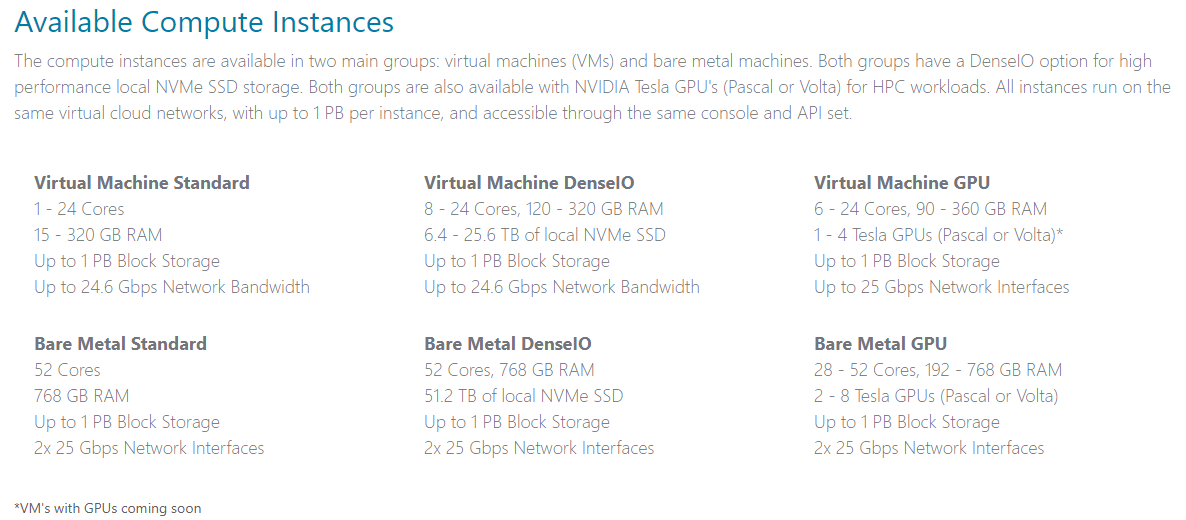 Available Compute Instances
The compute instances are available in two main groups: virtual machines (VMs) and bare metal machines. Both groups have a DenseIO option for high
performance local NVMe SSD storage. Both groups are also available with NVIDIA Tesla GPU's (Pascal or Volta) for HPC workloads. All instances run on the
same virtual cloud networks, with up to 1 PB per instance, and accessible through the same console and API set.
Virtual Machine Standard
1 - 24 Cores
15 - 320 GB RAM
Up to 1 PB Block Storage
Up to 24.6 Gbps Network Bandwidth
Virtual Machine DenseIO
8 - 24 Cores, 120 - 320 GB RAM
6.4 - 25.6 TB of local NVMe SSD
Up to 1 PB Block Storage
Up to 24.6 Gbps Network Bandwidth
Virtual Machine GPU
6 - 24 Cores, 90 - 360 GB RAM
1 - 4 Tesla GPUs (Pascal or Volta)*
Up to 1 PB Block Storage
Up to 25 Gbps Network Interfaces
Bare Metal Standard
52 Cores
768 GB RAM
Up to 1 PB Block Storage
2x 25 Gbps Network Interfaces
Bare Metal DenseIO
52 Cores, 768 GB RAM
51.2 TB of local NVMe SSD
Up to 1 PB Block Storage
2x 25 Gbps Network Interfaces
Bare Metal GPU
28 - 52 Cores, 192 - 768 GB RAM
2 - 8 Tesla GPUs (Pascal or Volta)
Up to 1 PB Block Storage
2x 25 Gbps Network Interfaces
*VM's with GPUs coming soon